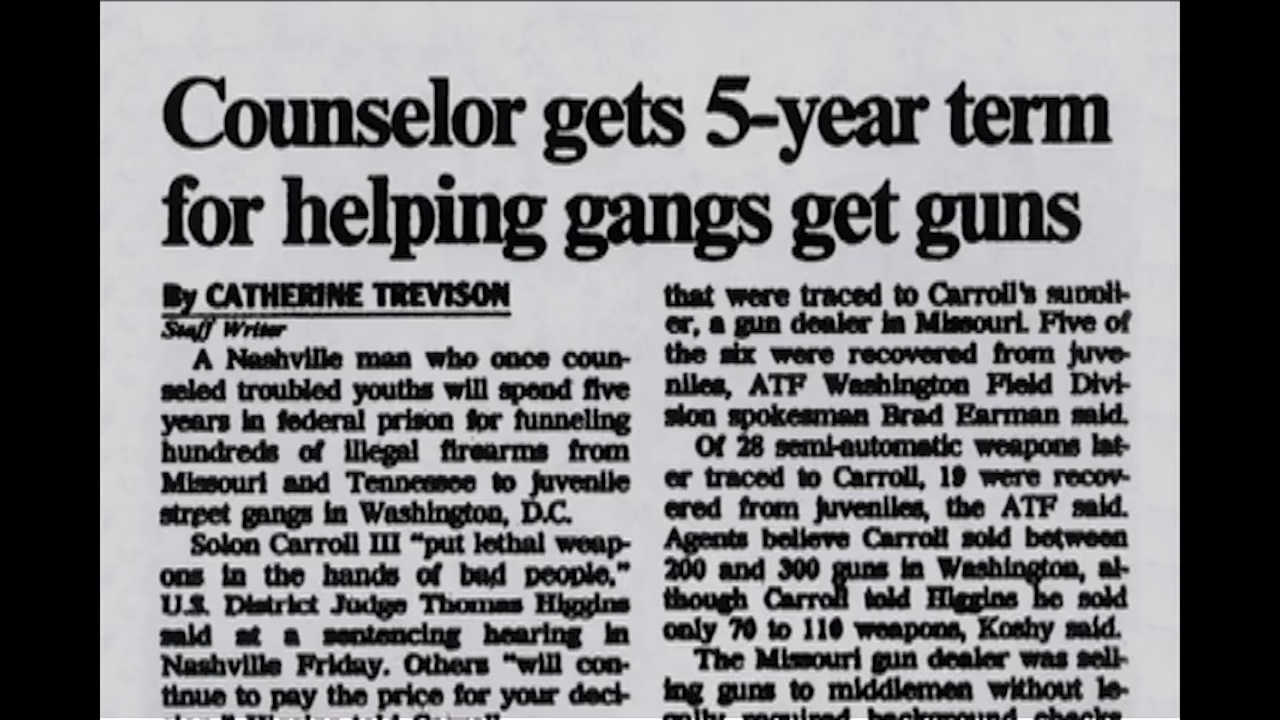 Counselor gets 5-year term
for helping gangs get guns
By CATHERINE TREVISON
Staff Writer
A Nashville man who once coun-
seled troubled youths will spend five
years in federal prison for funneling
hundreds of illegal firearms from
Missouri and Tennessee to juvenile
street gangs in Washington, D.C.
Solon Carroll III "put lethal weap-
ons in the hands of bad people,"
U.S. District Judge Thomas Higgins
said at a sentencing hearing in
Nashville Friday. Others "will con-
tinue to pay the price for your deci-
that were traced to Carroll's suppli-
er, a gun dealer in Missouri. Five of
the six were recovered from juve-
niles, ATF Washington Field Divi-
sion spokesman Brad Earman said.
Of 28 semi-automatic weapons lat-
er traced to Carroll, 19 were recov-
ered from juveniles, the ATF said.
Agents believe Carroll sold between
200 and 300 guns in Washington, al-
though Carroll told Higgins he sold
only 70 to 110 weapons, Koshy said.
The Missouri gun dealer was sell-
ing guns to middlemen without le-